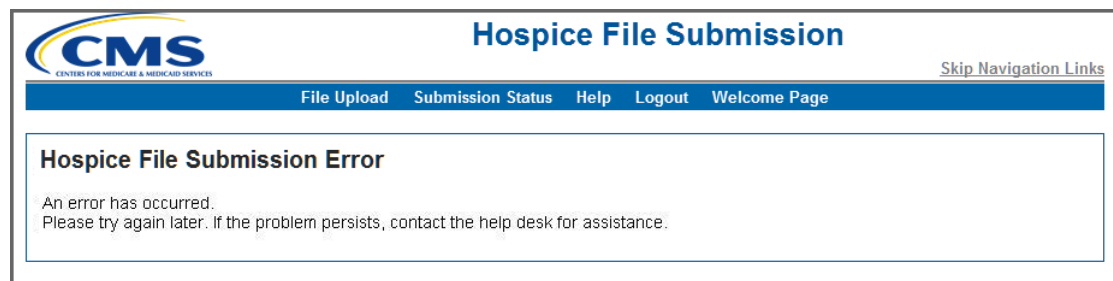 CMS
CENTERS FOR MEDICARE & MEDICAID SERVICES
Hospice File Submission
Skip Navigation Links
File Upload Submission Status Help Logout Welcome Page
Hospice File Submission Error
An error has occurred.
Please try again later. If the problem persists, contact the help desk for assistance.